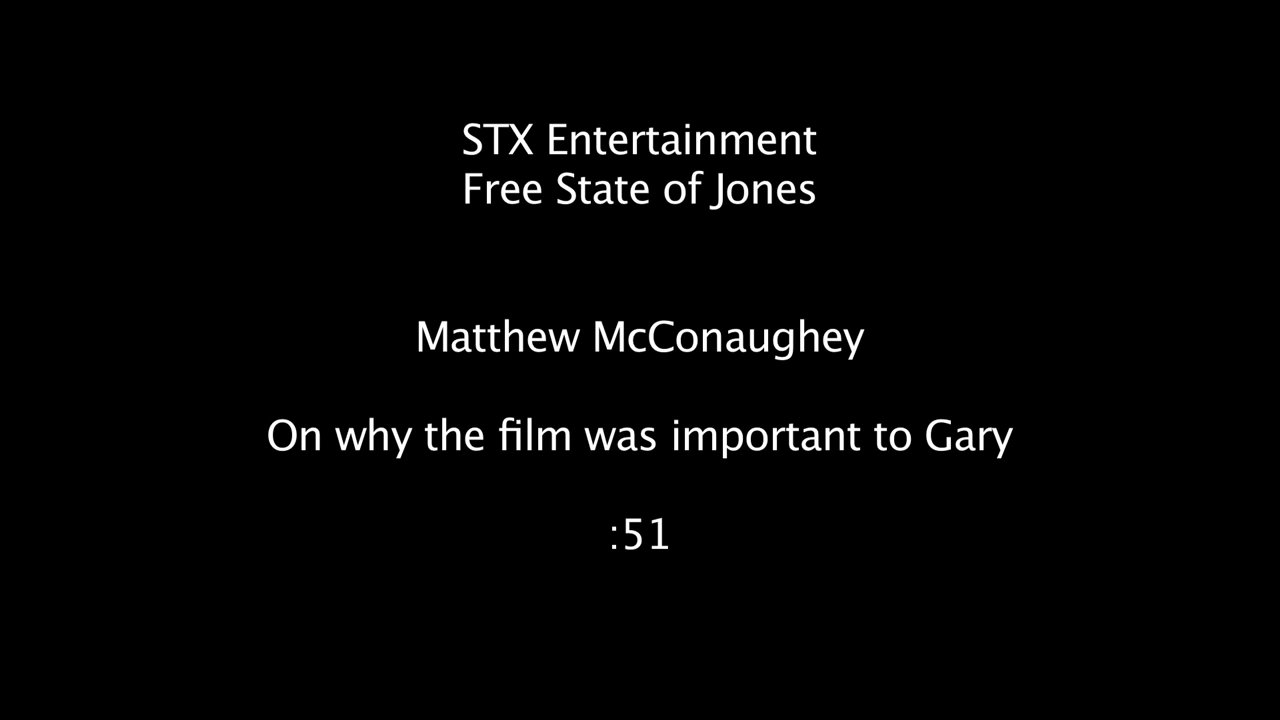 STX Entertainment
Free State of Jones
Matthew McConaughey
On why the film was important to Gary
:51